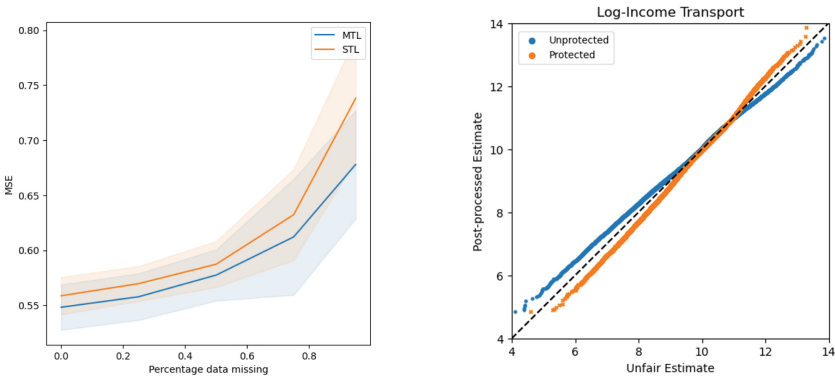 MTL
STL
0.80
0.75
0.70
0.65
0.60
0.55
MSE
0.0
0.2
0.4
0.6
0.8
Percentage data missing
Log-Income Transport
Unprotected
Protected
14
12
10
8
6
4
Post-processed Estimate
4
6
8
10
12
14
Unfair Estimate